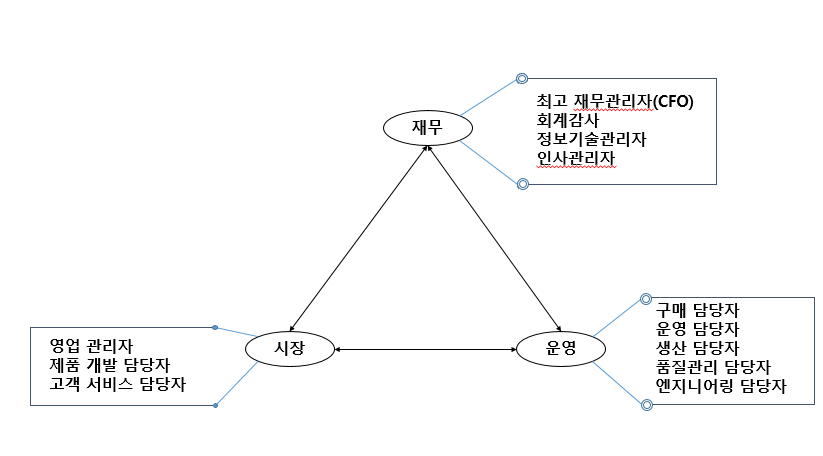 재무
최고 재무관리자(CFO)
회계감사
정보기술관리자
인사관리자
시장
영업 관리자
제품 개발 담당자
고객 서비스 담당자
운영
구매 담당자
운영 담당자
생산 담당자
품질관리 담당자
엔지니어링 담당자